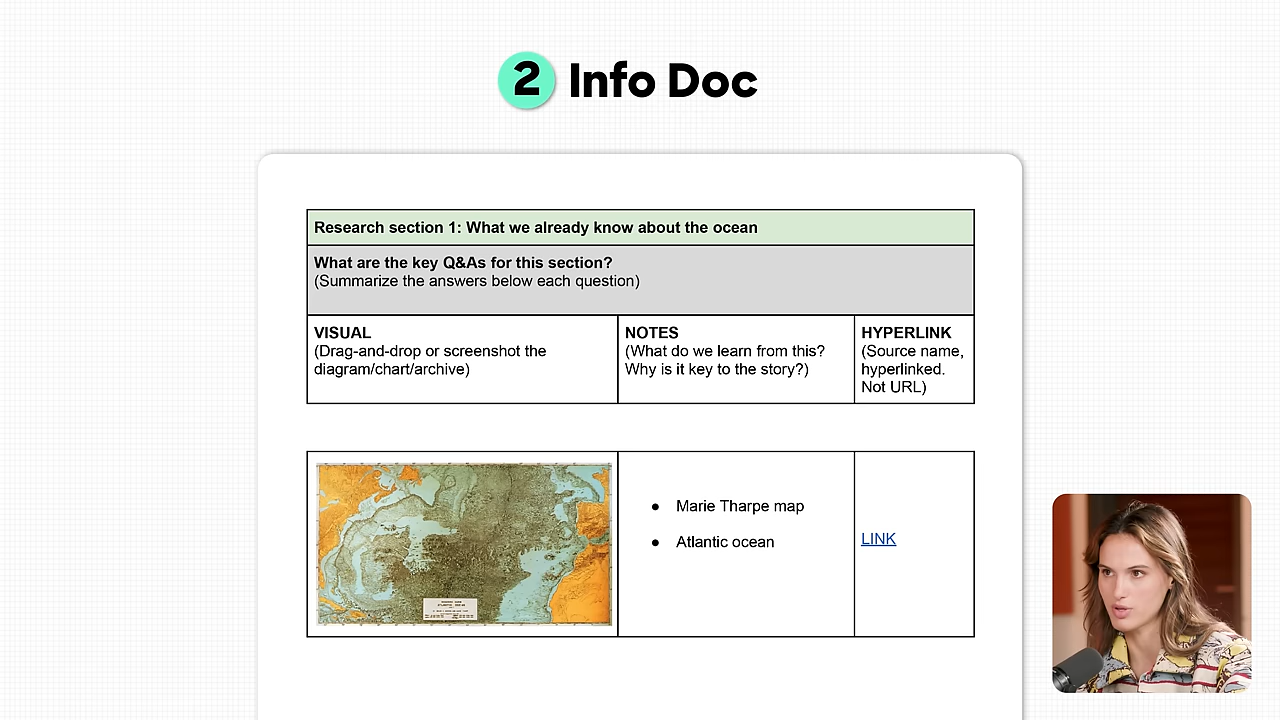 2 Info Doc
Research section 1: What we already know about the ocean
What are the key Q&As for this section?
(Summarize the answers below each question)
VISUAL
(Drag-and-drop or screenshot the
diagram/chart/archive)
NOTES
(What do we learn from this?
Why is it key to the story?)
HYPERLINK
(Source name,
hyperlinked.
Not URL)
● Marie Tharpe map
● Atlantic ocean
LINK